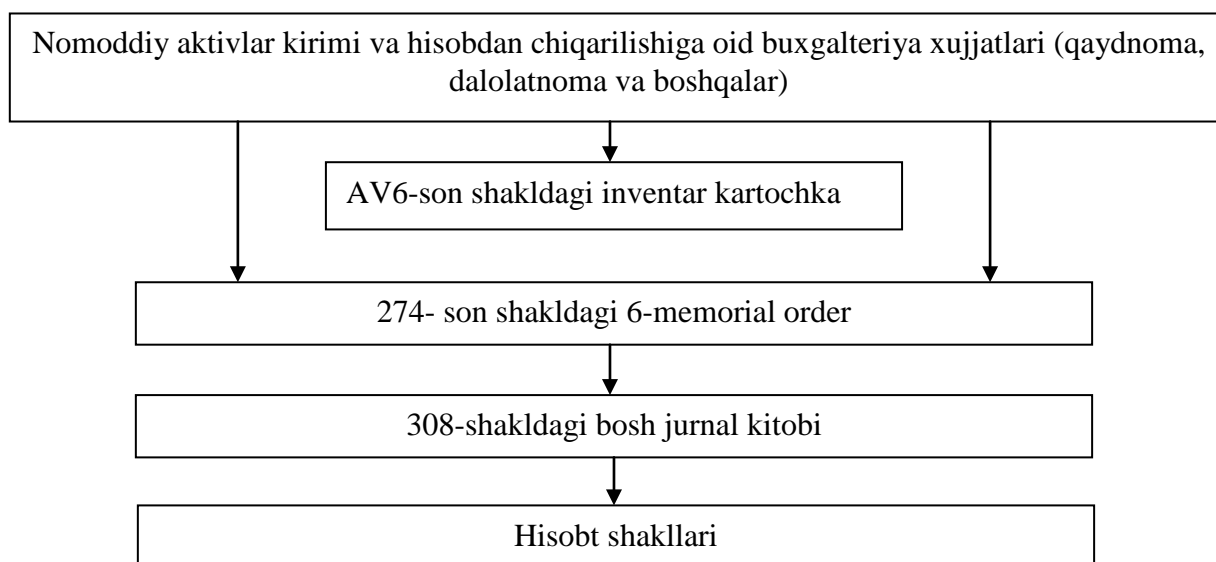 Nomoddiy aktivlar kirimi va hisobdan chiqarilishiga oid buxgalteriya xujjatlari (qaydnoma,
dalolatnoma va boshqalar)
AV6-son shakldagi inventar kartochka
274- son shakldagi 6-memorial order
308-shakldagi bosh jurnal kitobi
Hisobt shakllari